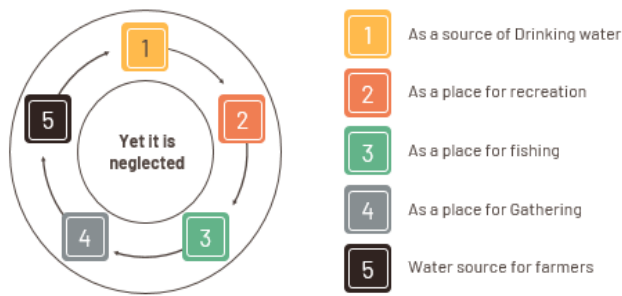 1
2
3
4
5
Yet it is
neglected
1 As a source of Drinking water
2 As a place for recreation
3 As a place for fishing
4 As a place for Gathering
5 Water source for farmers